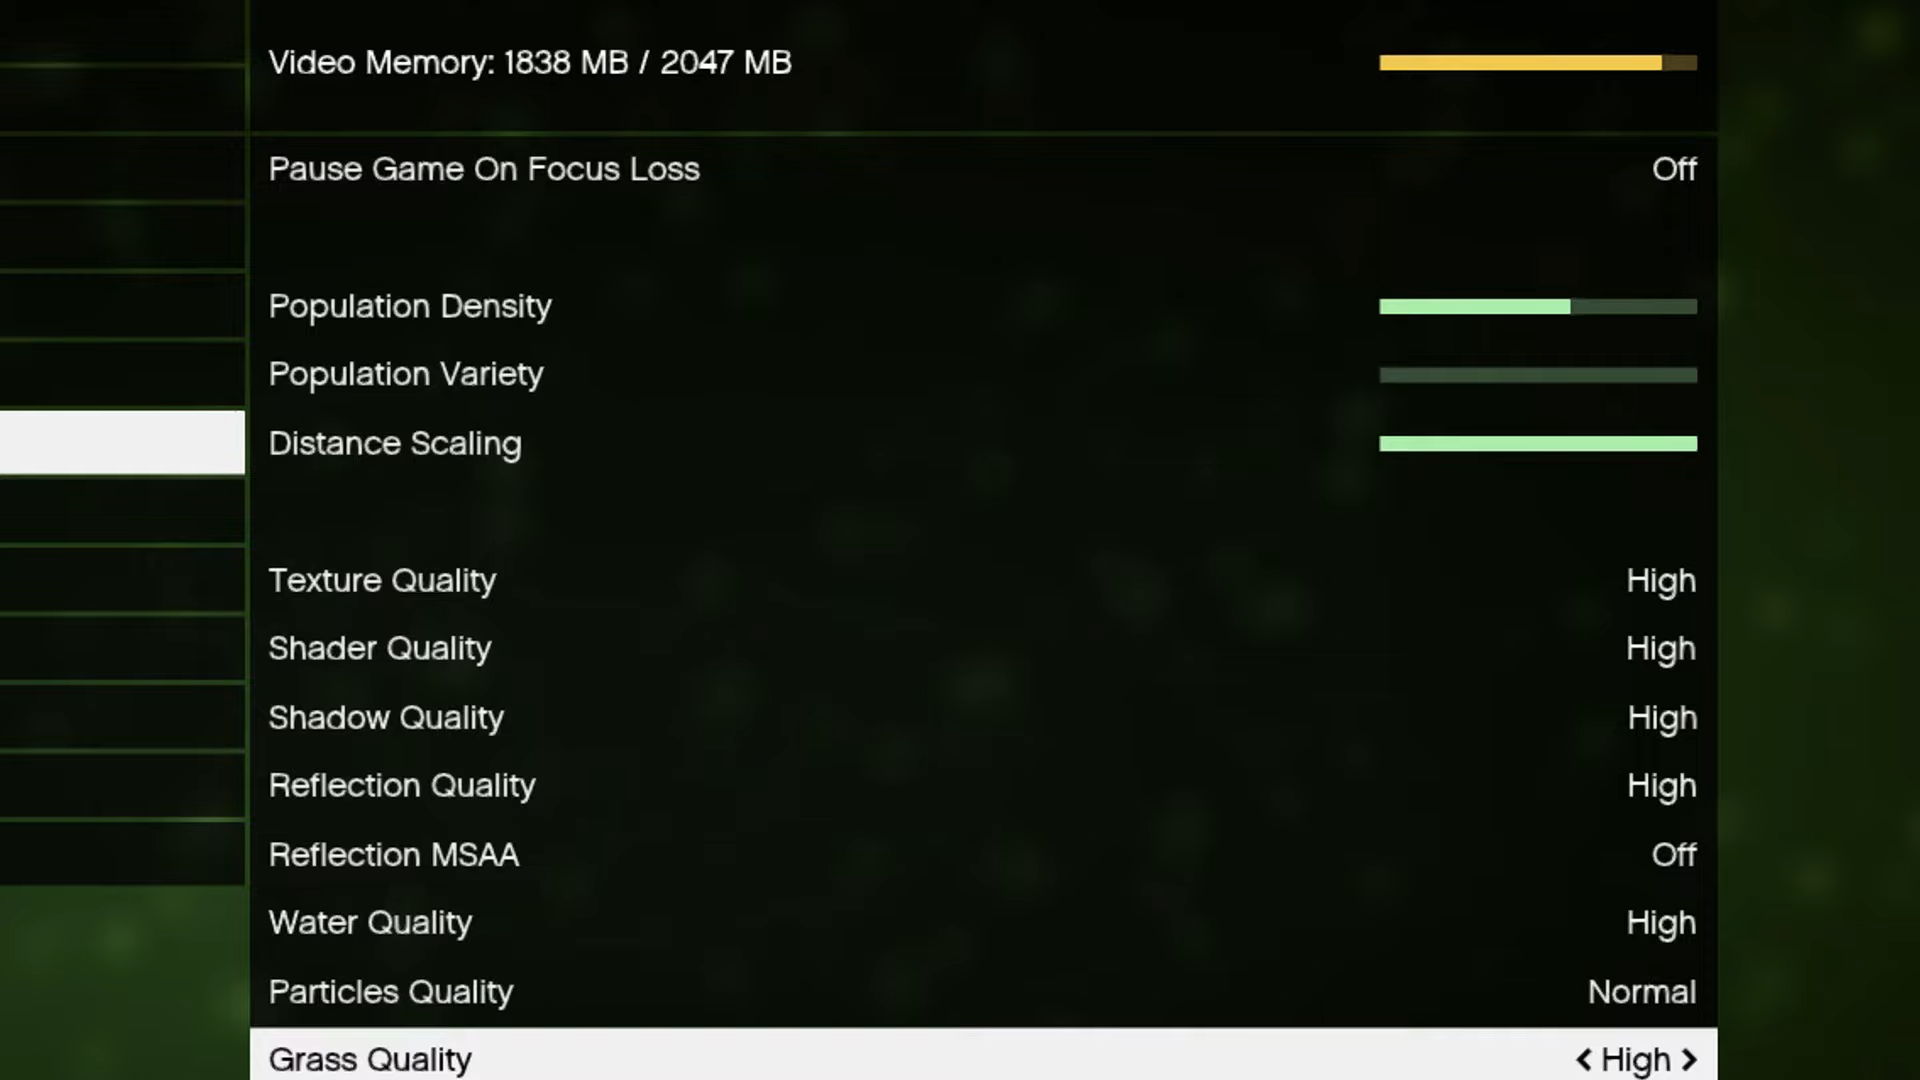 Video Memory: 1838 MB / 2047 MB
Pause Game On Focus Loss Off
Population Density
Population Variety
Distance Scaling
Texture Quality High
Shader Quality High
Shadow Quality High
Reflection Quality High
Reflection MSAA Off
Water Quality High
Particles Quality Normal
Grass Quality < High >